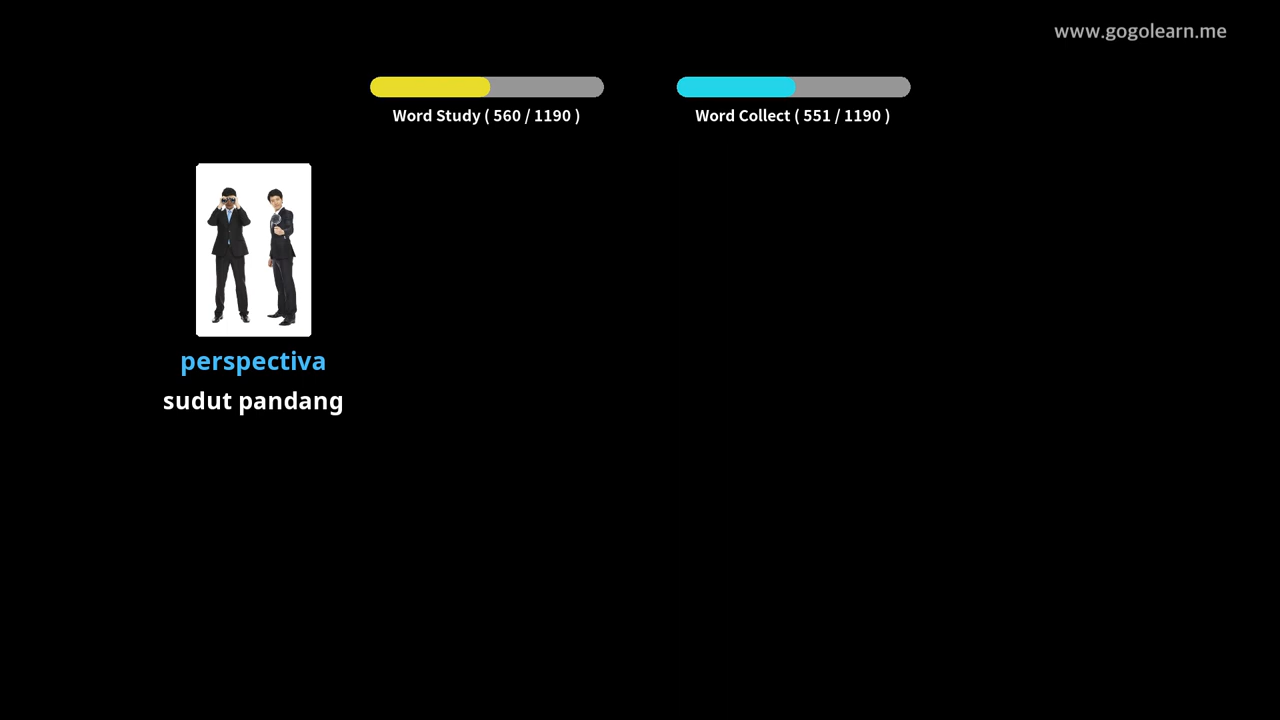 www.gogolearn.me
Word Study ( 560 / 1190 )
Word Collect ( 551 / 1190 )
perspectiva
sudut pandang